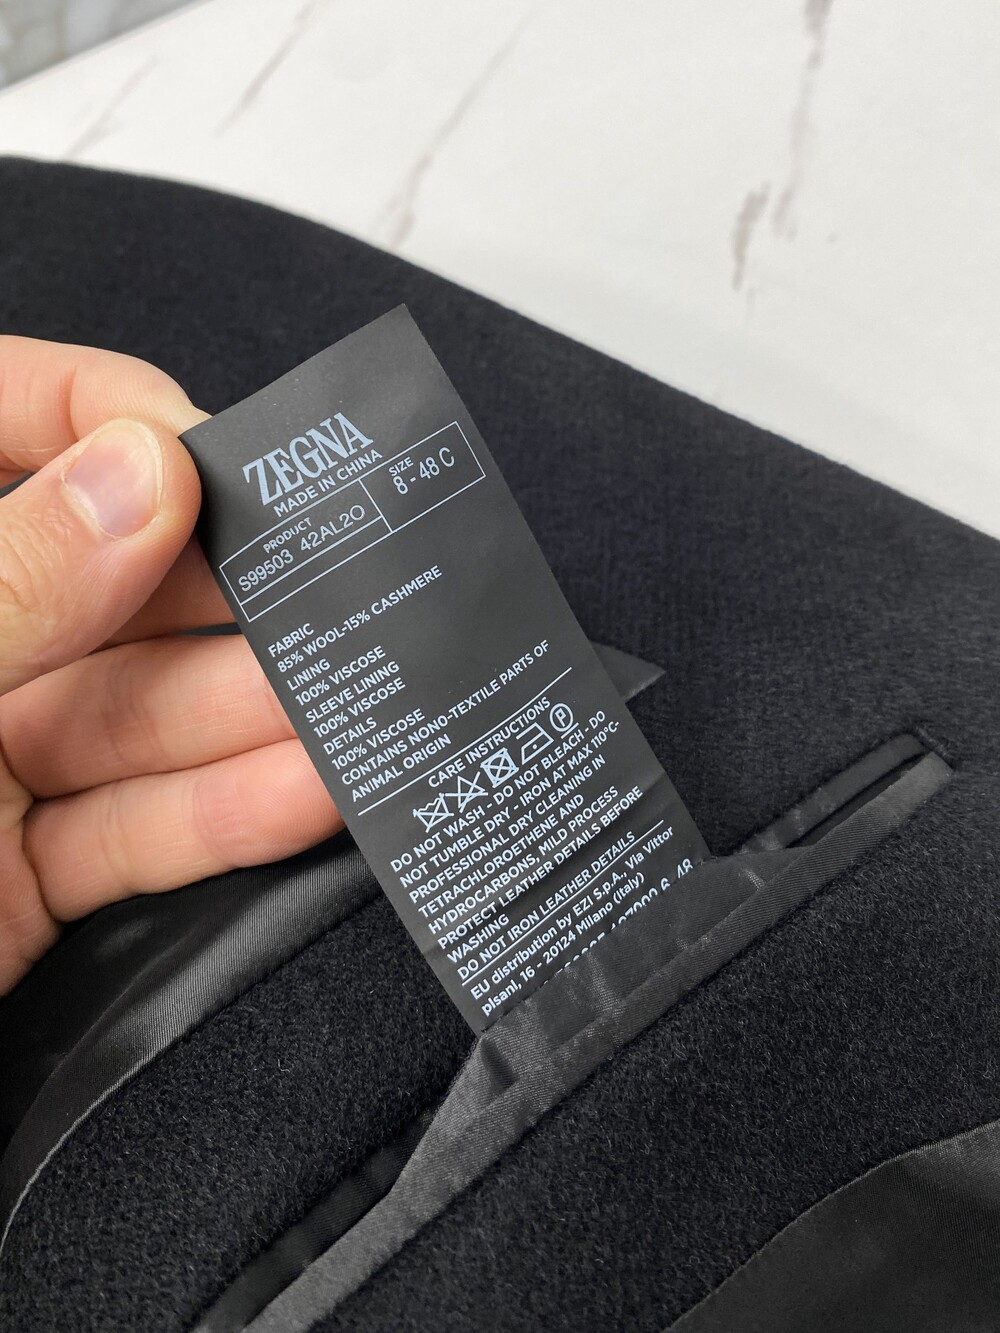 ZEGNA
MADE IN CHINA
PRODUCT
S99503 42AL2O
SIZE
8 - 48 C
FABRIC
85% WOOL-15% CASHMERE
LINING
100% VISCOSE
SLEEVE LINING
100% VISCOSE
DETAILS
100% VISCOSE
CONTAINS NONO-TEXTILE PARTS OF
ANIMAL ORIGIN
CARE INSTRUCTIONS
P
DO NOT WASH - DO NOT BLEACH - DO
NOT TUMBLE DRY - IRON AT MAX 110°C-
PROFESSIONAL DRY CLEANING IN
TETRACHLOROETHENE AND
HYDROCARBONS, MILD PROCESS
PROTECT LEATHER DETAILS BEFORE
WASHING
DO NOT IRON LEATHER DETAILS
EU distribution by EZI S.p.A., Via Vittor
pIsanI, 16 - 20124 Milano (Italy)
6 48